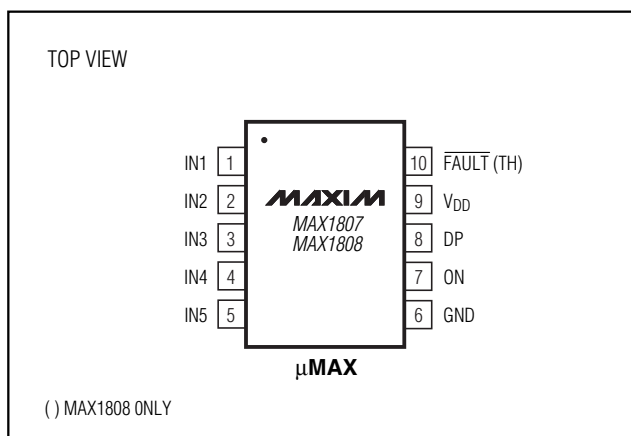 TOP VIEW
IN1 1
IN2 2
IN3 3
IN4 4
IN5 5
MAXIM
MAX1807
MAX1808
10 FAULT (TH)
9 VDD
8 DP
7 ON
6 GND
μMAX
( ) MAX1808 0NLY